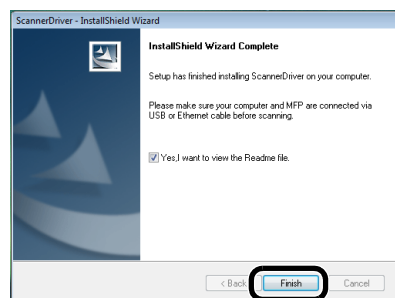 ScannerDriver - InstallShield Wizard
InstallShield Wizard Complete
Setup has finished installing ScannerDriver on your computer.
Please make sure your computer and MFP are connected via
USB or Ethernet cable before scanning.
Yes,I want to view the Readme file.
< Back
Finish
Cancel